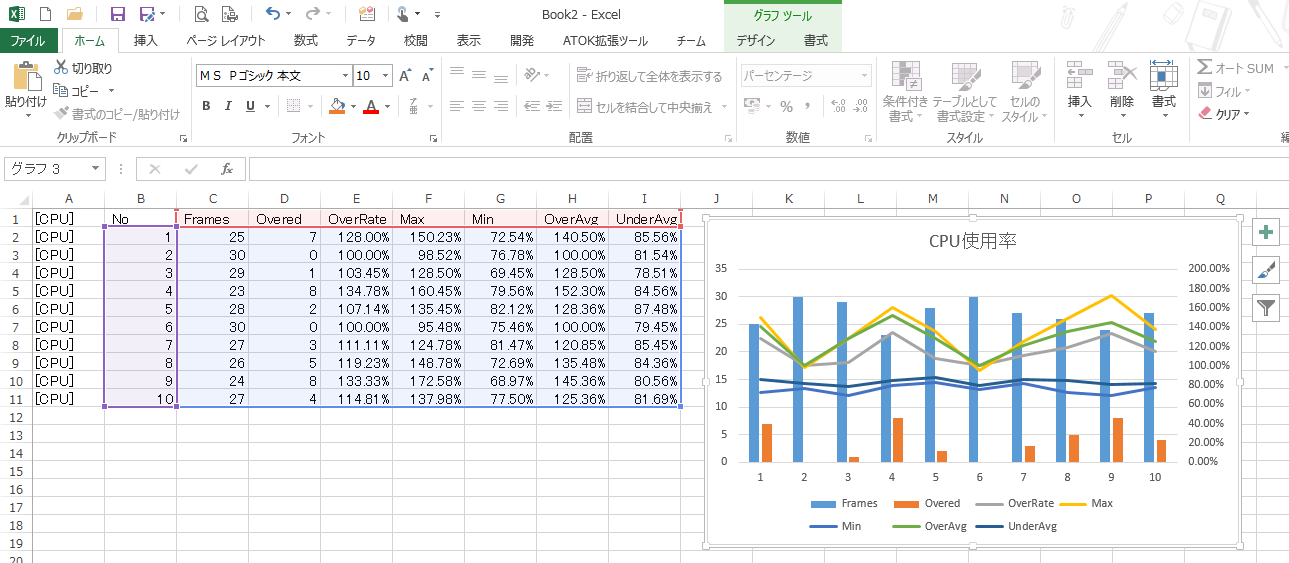 Book2 - Excel
グラフ ツール
ファイル ホーム 挿入 ページ レイアウト 数式 データ 校閲 表示 開発 ATOK拡張ツール チーム デザイン 書式
貼り付け
切り取り
コピー
書式のコピー/貼り付け
クリップボード
ＭＳ Ｐゴシック 本文 10
B I U
フォント
折り返して全体を表示する
セルを結合して中央揃え
配置
パーセンテージ
数値
条件付き書式
テーブルとして書式設定
セルのスタイル
スタイル
挿入 削除 書式
セル
オート SUM
フィル
クリア
グラフ 3
fx
A B C D E F G H I J K L M N O P Q
1 [CPU] No Frames Overed OverRate Max Min OverAvg UnderAvg
2 [CPU] 1 25 7 128.00% 150.23% 72.54% 140.50% 85.56%
3 [CPU] 2 30 0 100.00% 98.52% 76.78% 100.00% 81.54%
4 [CPU] 3 29 1 103.45% 128.50% 69.45% 128.50% 78.51%
5 [CPU] 4 23 8 134.78% 160.45% 79.56% 152.30% 84.56%
6 [CPU] 5 28 2 107.14% 135.45% 82.12% 128.36% 87.48%
7 [CPU] 6 30 0 100.00% 95.48% 75.46% 100.00% 79.45%
8 [CPU] 7 27 3 111.11% 124.78% 81.47% 120.85% 85.45%
9 [CPU] 8 26 5 119.23% 148.78% 72.69% 135.48% 84.36%
10 [CPU] 9 24 8 133.33% 172.58% 68.97% 145.36% 80.56%
11 [CPU] 10 27 4 114.81% 137.98% 77.50% 125.36% 81.69%
12
13
14
15
16
17
18
19
20
CPU使用率
35
30
25
20
15
10
5
0
200.00%
180.00%
160.00%
140.00%
120.00%
100.00%
80.00%
60.00%
40.00%
20.00%
0.00%
1 2 3 4 5 6 7 8 9 10
Frames Overed OverRate Max
Min OverAvg UnderAvg